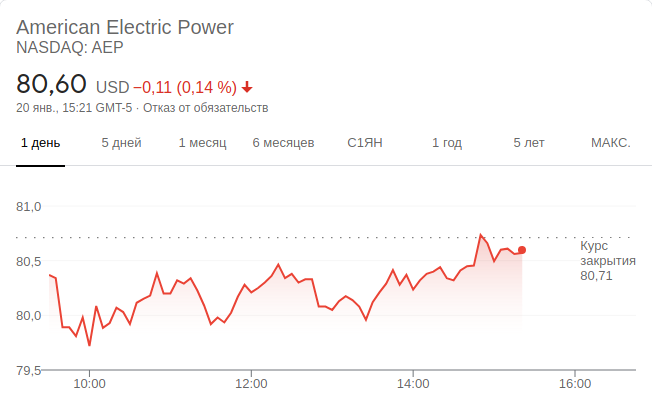 American Electric Power
NASDAQ: AEP
80,60 USD −0,11 (0,14 %)
20 янв., 15:21 GMT-5 · Отказ от обязательств
1 день 5 дней 1 месяц 6 месяцев С1ЯН 1 год 5 лет МАКС.
81,0
Курс
закрытия
80,71
80,5
80,0
79,5
10:00 12:00 14:00 16:00